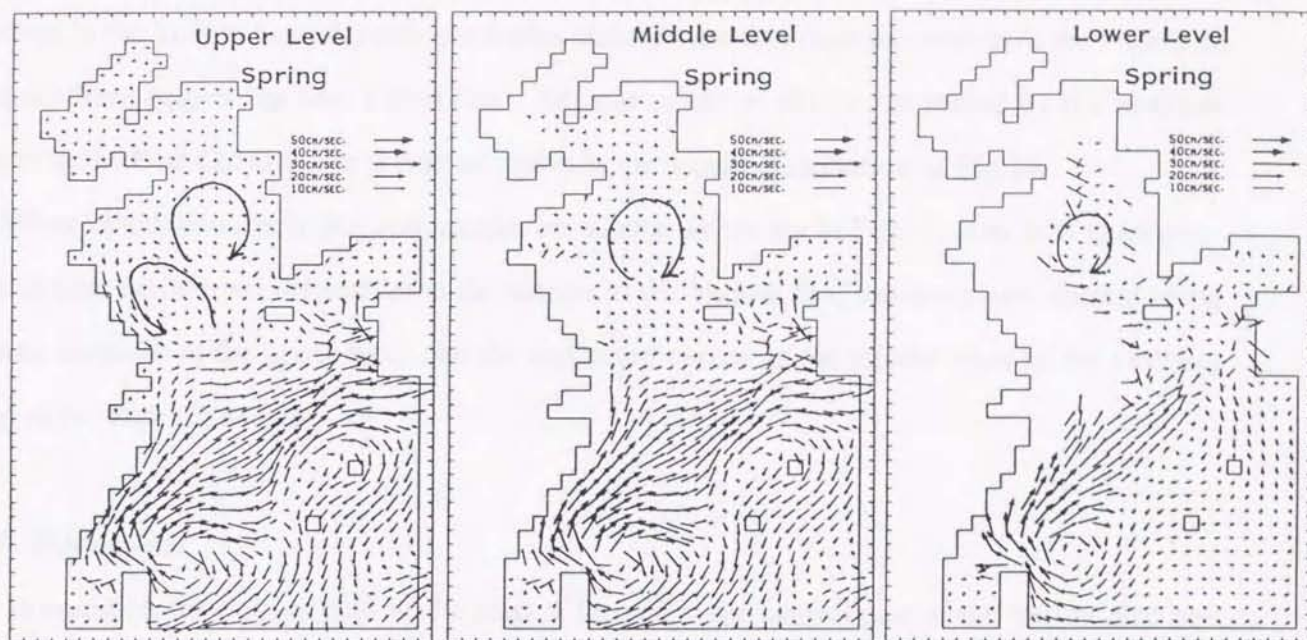 Upper Level
Spring
50CM/SEC.
40CM/SEC.
30CM/SEC.
20CM/SEC.
10CM/SEC.
Middle Level
Spring
50CM/SEC.
40CM/SEC.
30CM/SEC.
20CM/SEC.
10CM/SEC.
Lower Level
Spring
50CM/SEC.
40CM/SEC.
30CM/SEC.
20CM/SEC.
10CM/SEC.